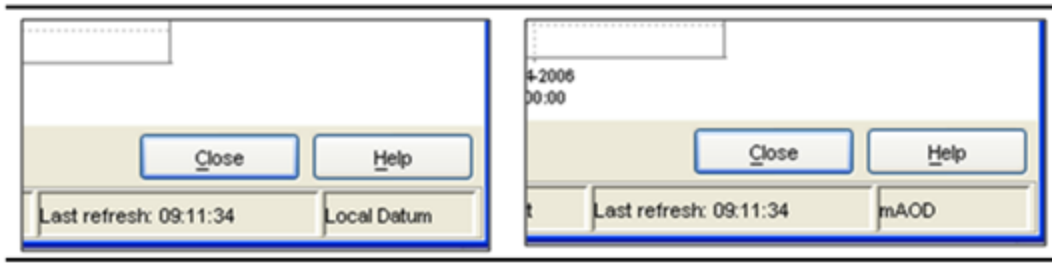 Close Help
Last refresh: 09:11:34 Local Datum
4-2006
00:00
Close Help
t Last refresh: 09:11:34 mAOD